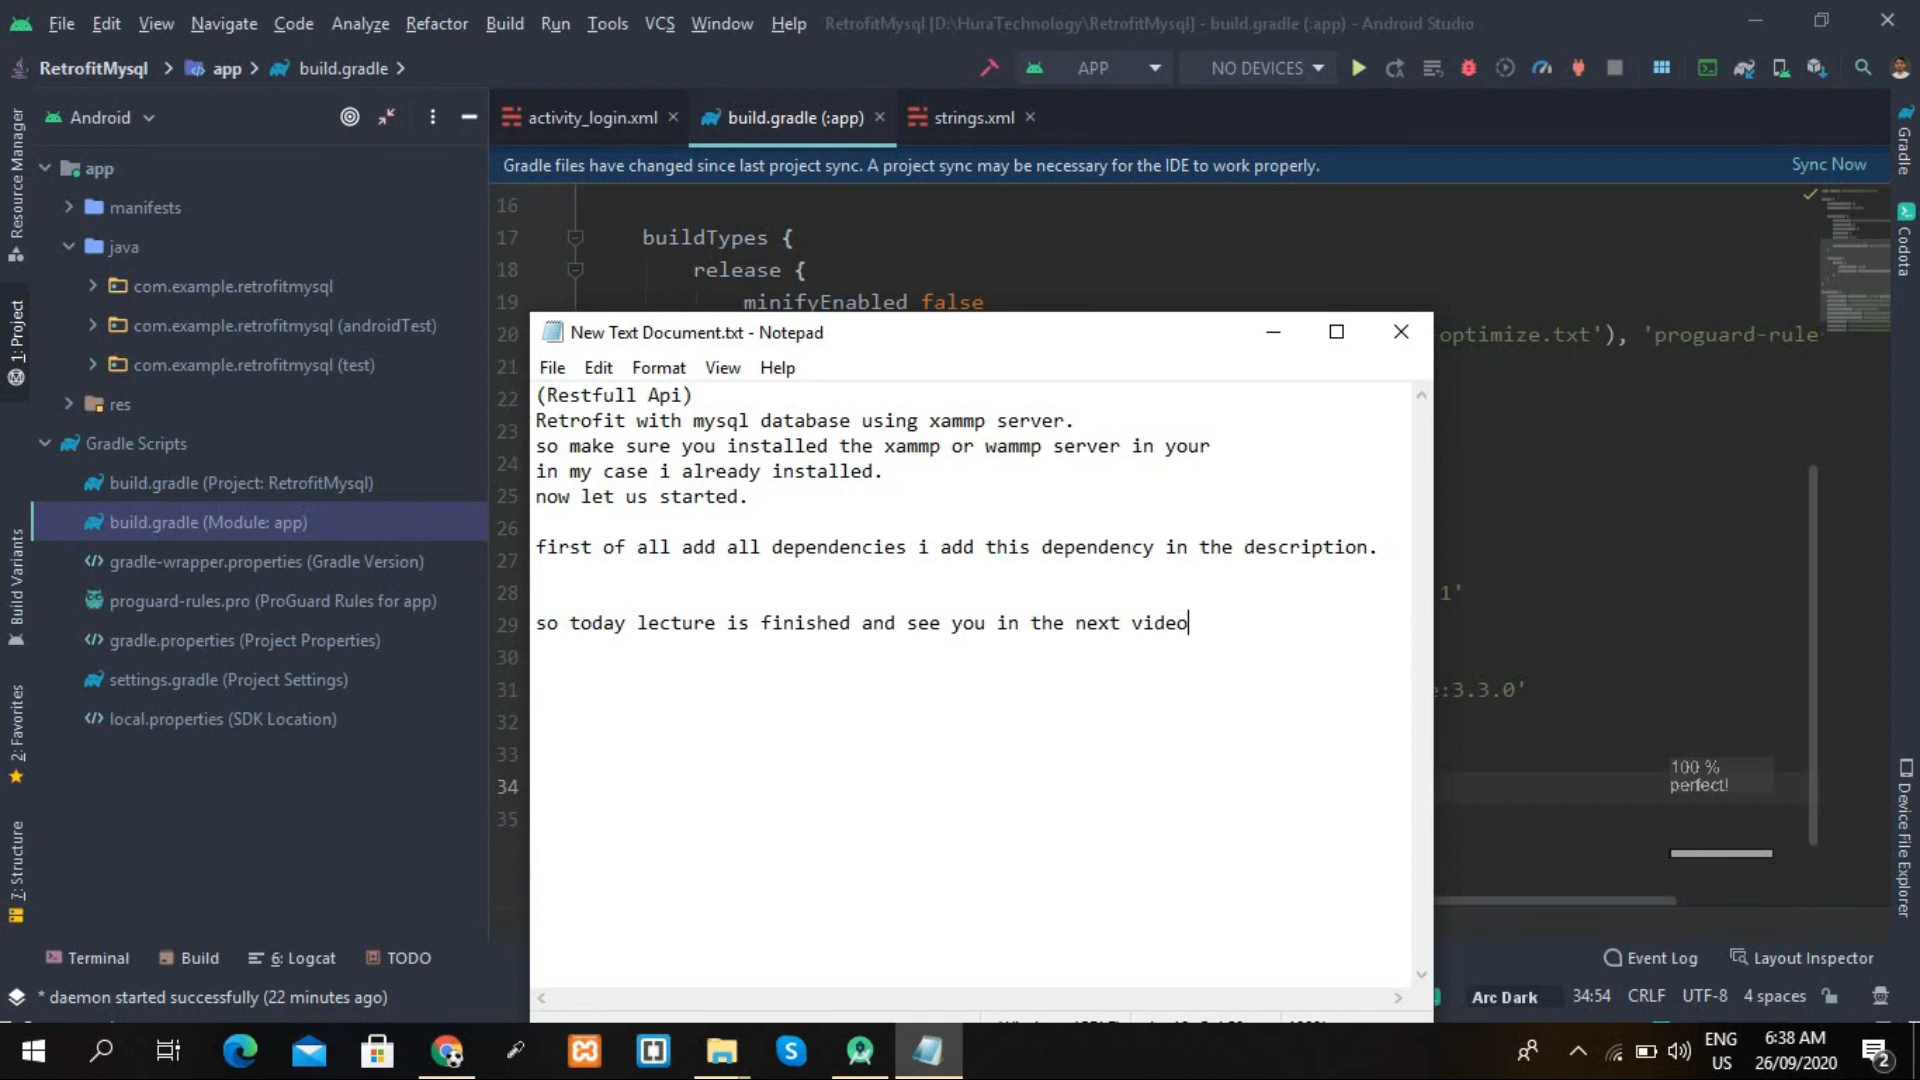 File Edit View Navigate Code Analyze Refactor Build Run Tools VCS Window Help RetrofitMysql [D:\HuraTechnology\RetrofitMysql] - build.gradle (:app) - Android Studio
RetrofitMysql app build.gradle APP NO DEVICES
Android activity_login.xml build.gradle (:app) strings.xml
Gradle files have changed since last project sync. A project sync may be necessary for the IDE to work properly. Sync Now
Resource Manager
1: Project
Build Variants
2: Favorites
7: Structure
app
manifests
java
com.example.retrofitmysql
com.example.retrofitmysql (androidTest)
com.example.retrofitmysql (test)
res
Gradle Scripts
build.gradle (Project: RetrofitMysql)
build.gradle (Module: app)
gradle-wrapper.properties (Gradle Version)
proguard-rules.pro (ProGuard Rules for app)
gradle.properties (Project Properties)
settings.gradle (Project Settings)
local.properties (SDK Location)
16
17 buildTypes {
18 release {
19 minifyEnabled false
20 optimize.txt'), 'proguard-rule
21
22
23
24
25
26
27
28 1'
29
30
31 :3.3.0'
32
33
34
35
New Text Document.txt - Notepad
File Edit Format View Help
(Restfull Api)
Retrofit with mysql database using xammp server.
so make sure you installed the xammp or wammp server in your
in my case i already installed.
now let us started.
first of all add all dependencies i add this dependency in the description.
so today lecture is finished and see you in the next video
100 %
perfect!
Gradle
Codota
Device File Explorer
Terminal Build 6: Logcat TODO Event Log Layout Inspector
* daemon started successfully (22 minutes ago) Arc Dark 34:54 CRLF UTF-8 4 spaces
ENG
US
6:38 AM
26/09/2020
2